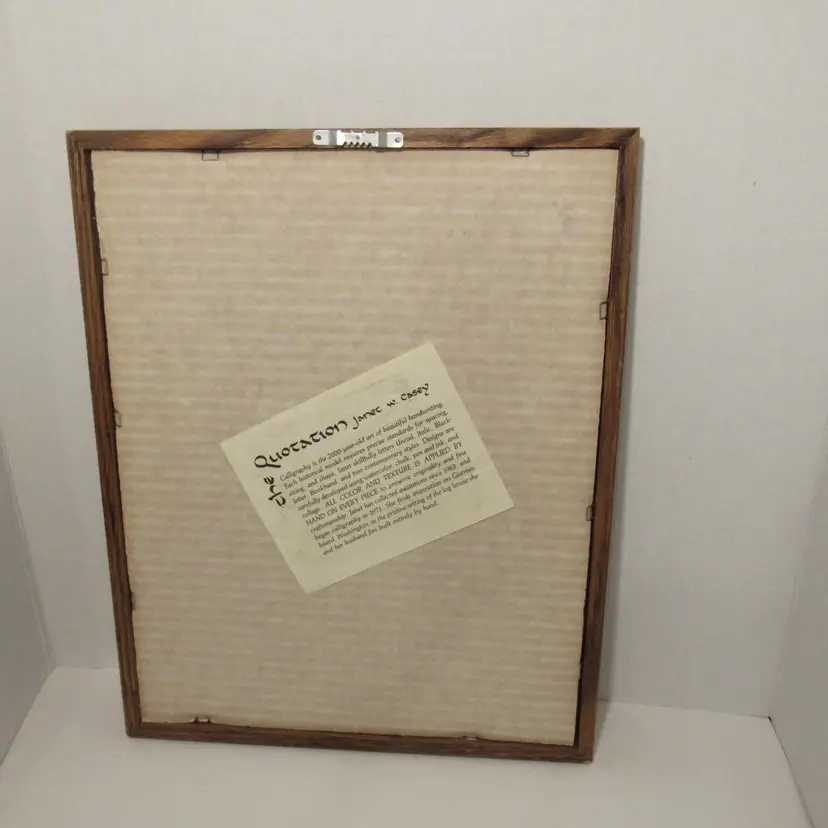 The Quotation Janet W. Casey
Calligraphy is the 2000-year-old art of beautiful handwriting.
Each historical model requires precise standards for spacing,
sizing, and shape. Janet skillfully letters Uncial, Italic, Black-
letter, Bookhand, and two contemporary styles. Designs are
carefully developed using watercolor, chalk, pen and ink, and
collage. ALL COLOR AND TEXTURE IS APPLIED BY
HAND ON EVERY PIECE to preserve originality and fine
craftsmanship. Janet has collected quotations since 1963, and
began calligraphy in 1971. She finds inspiration on Guemes
Island, Washington, in the pristine setting of the log house she
and her husband Jim built entirely by hand.